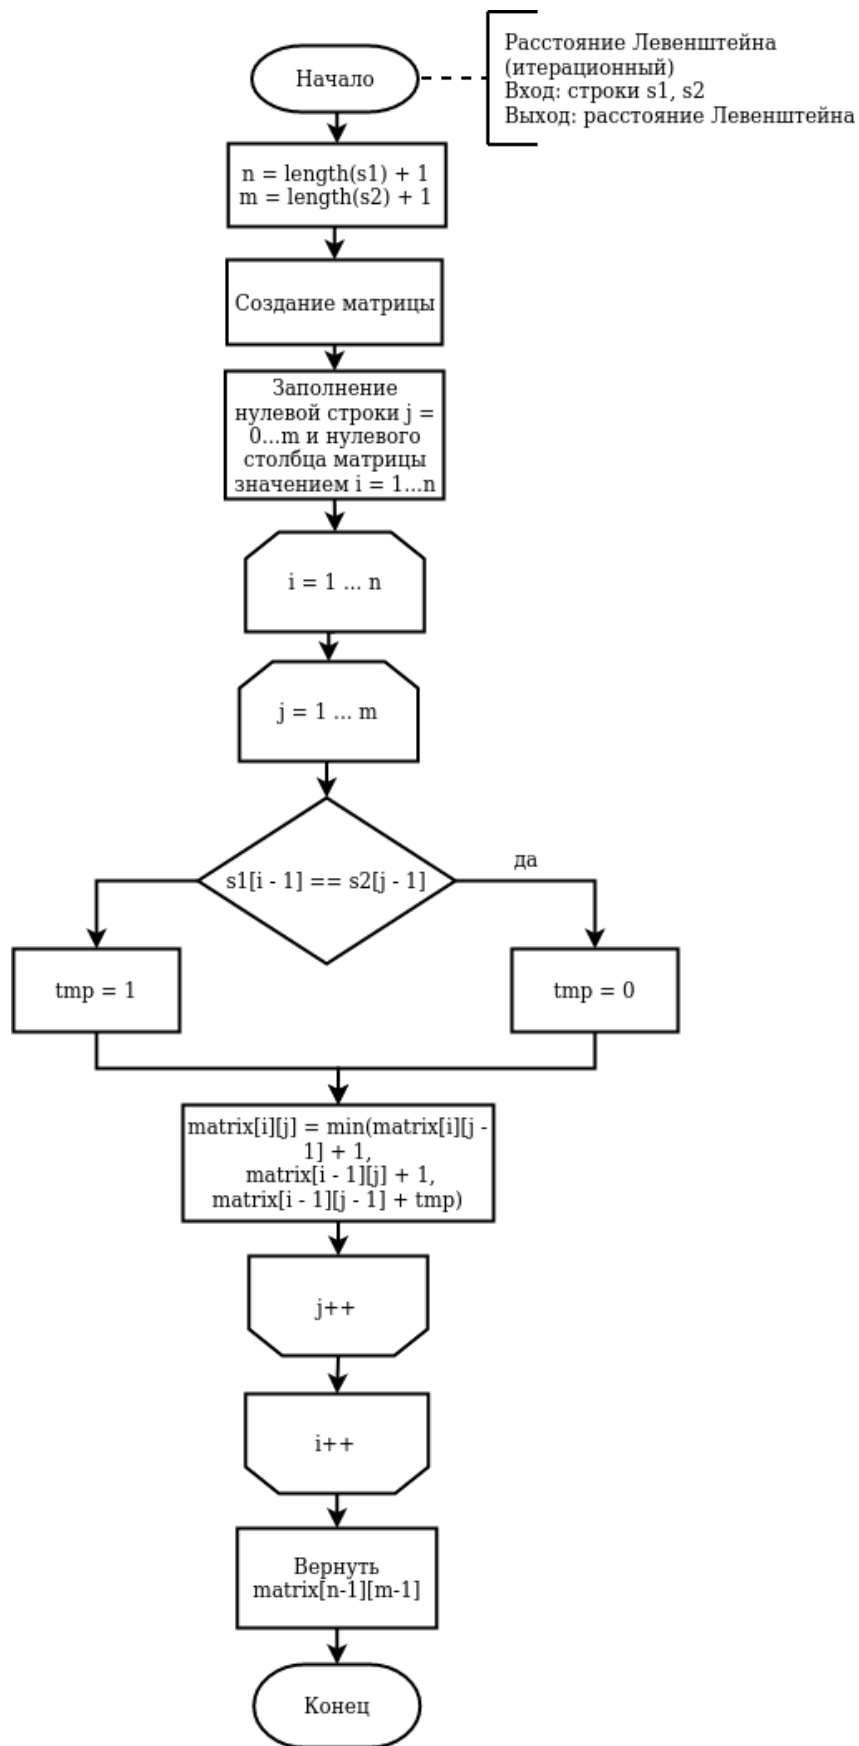 Начало
Расстояние Левенштейна
(итерационный)
Вход: строки s1, s2
Выход: расстояние Левенштейна
n = length(s1) + 1
m = length(s2) + 1
Создание матрицы
Заполнение
нулевой строки j =
0...m и нулевого
столбца матрицы
значением i = 1...n
i = 1 ... n
j = 1 ... m
s1[i - 1] == s2[j - 1]
да
tmp = 1
tmp = 0
matrix[i][j] = min(matrix[i][j -
1] + 1,
matrix[i - 1][j] + 1,
matrix[i - 1][j - 1] + tmp)
j++
i++
Вернуть
matrix[n-1][m-1]
Конец